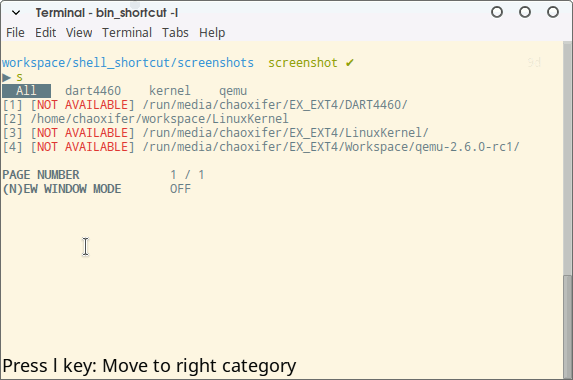 Terminal - bin_shortcut -l
File Edit View Terminal Tabs Help
workspace/shell_shortcut/screenshots screenshot ✔ 9d
▶ s
All dart4460 kernel qemu
[1] [NOT AVAILABLE] /run/media/chaoxifer/EX_EXT4/DART4460/
[2] /home/chaoxifer/workspace/LinuxKernel
[3] [NOT AVAILABLE] /run/media/chaoxifer/EX_EXT4/LinuxKernel/
[4] [NOT AVAILABLE] /run/media/chaoxifer/EX_EXT4/Workspace/qemu-2.6.0-rc1/
PAGE NUMBER 1 / 1
(N)EW WINDOW MODE OFF
Press l key: Move to right category